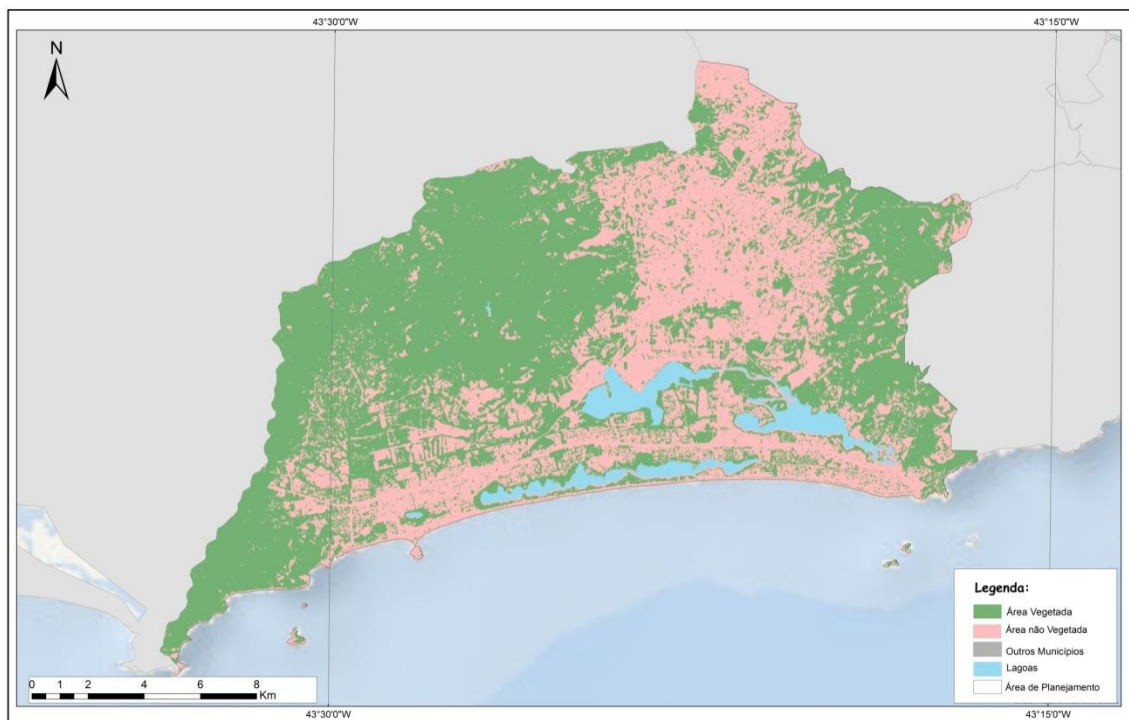 43°30'0"W 43°15'0"W
N
Legenda:
Área Vegetada
Área não Vegetada
Outros Municípios
Lagoas
Área de Planejamento
0 1 2 4 6 8
Km
43°30'0"W 43°15'0"W